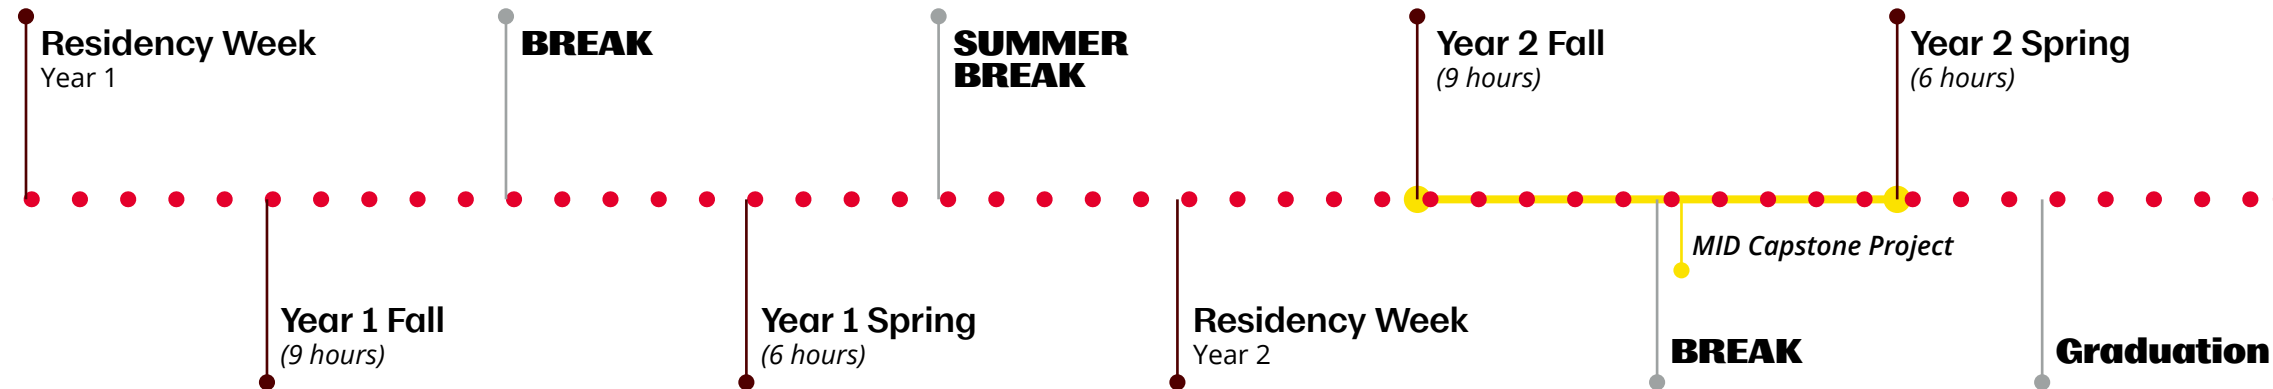 Residency Week
Year 1
BREAK
SUMMER
BREAK
Year 2 Fall
(9 hours)
Year 2 Spring
(6 hours)
MID Capstone Project
Year 1 Fall
(9 hours)
Year 1 Spring
(6 hours)
Residency Week
Year 2
BREAK
Graduation